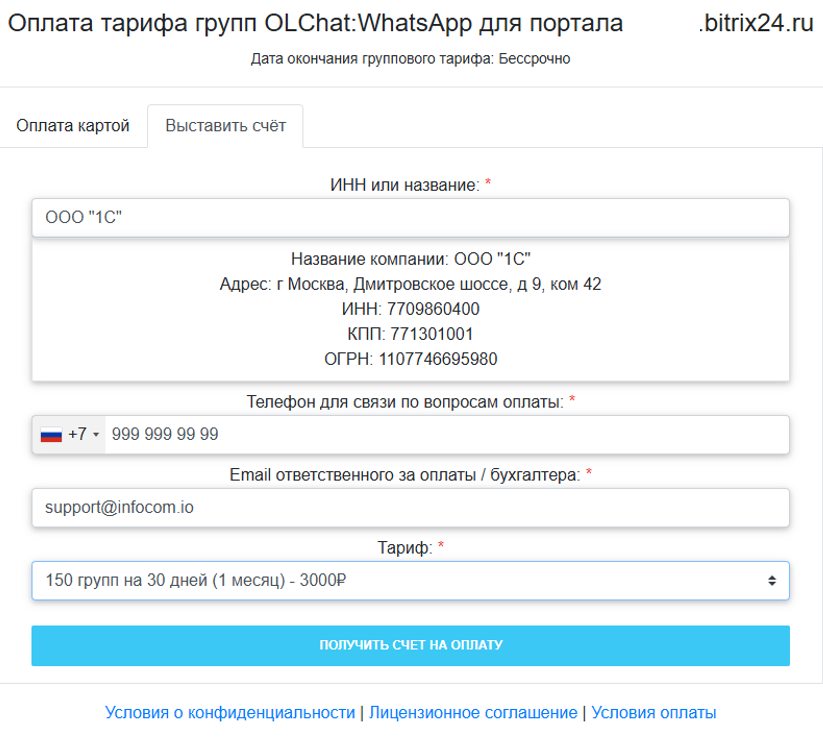 Оплата тарифа групп OLChat:WhatsApp для портала .bitrix24.ru
Дата окончания группового тарифа: Бессрочно
Оплата картой Выставить счёт
ИНН или название: *
ООО "1С"
Название компании: ООО "1С"
Адрес: г Москва, Дмитровское шоссе, д 9, ком 42
ИНН: 7709860400
КПП: 771301001
ОГРН: 1107746695980
Телефон для связи по вопросам оплаты: *
+7 999 999 99 99
Email ответственного за оплаты / бухгалтера: *
support@infocom.io
Тариф: *
150 групп на 30 дней (1 месяц) - 3000₽
ПОЛУЧИТЬ СЧЕТ НА ОПЛАТУ
Условия о конфиденциальности | Лицензионное соглашение | Условия оплаты